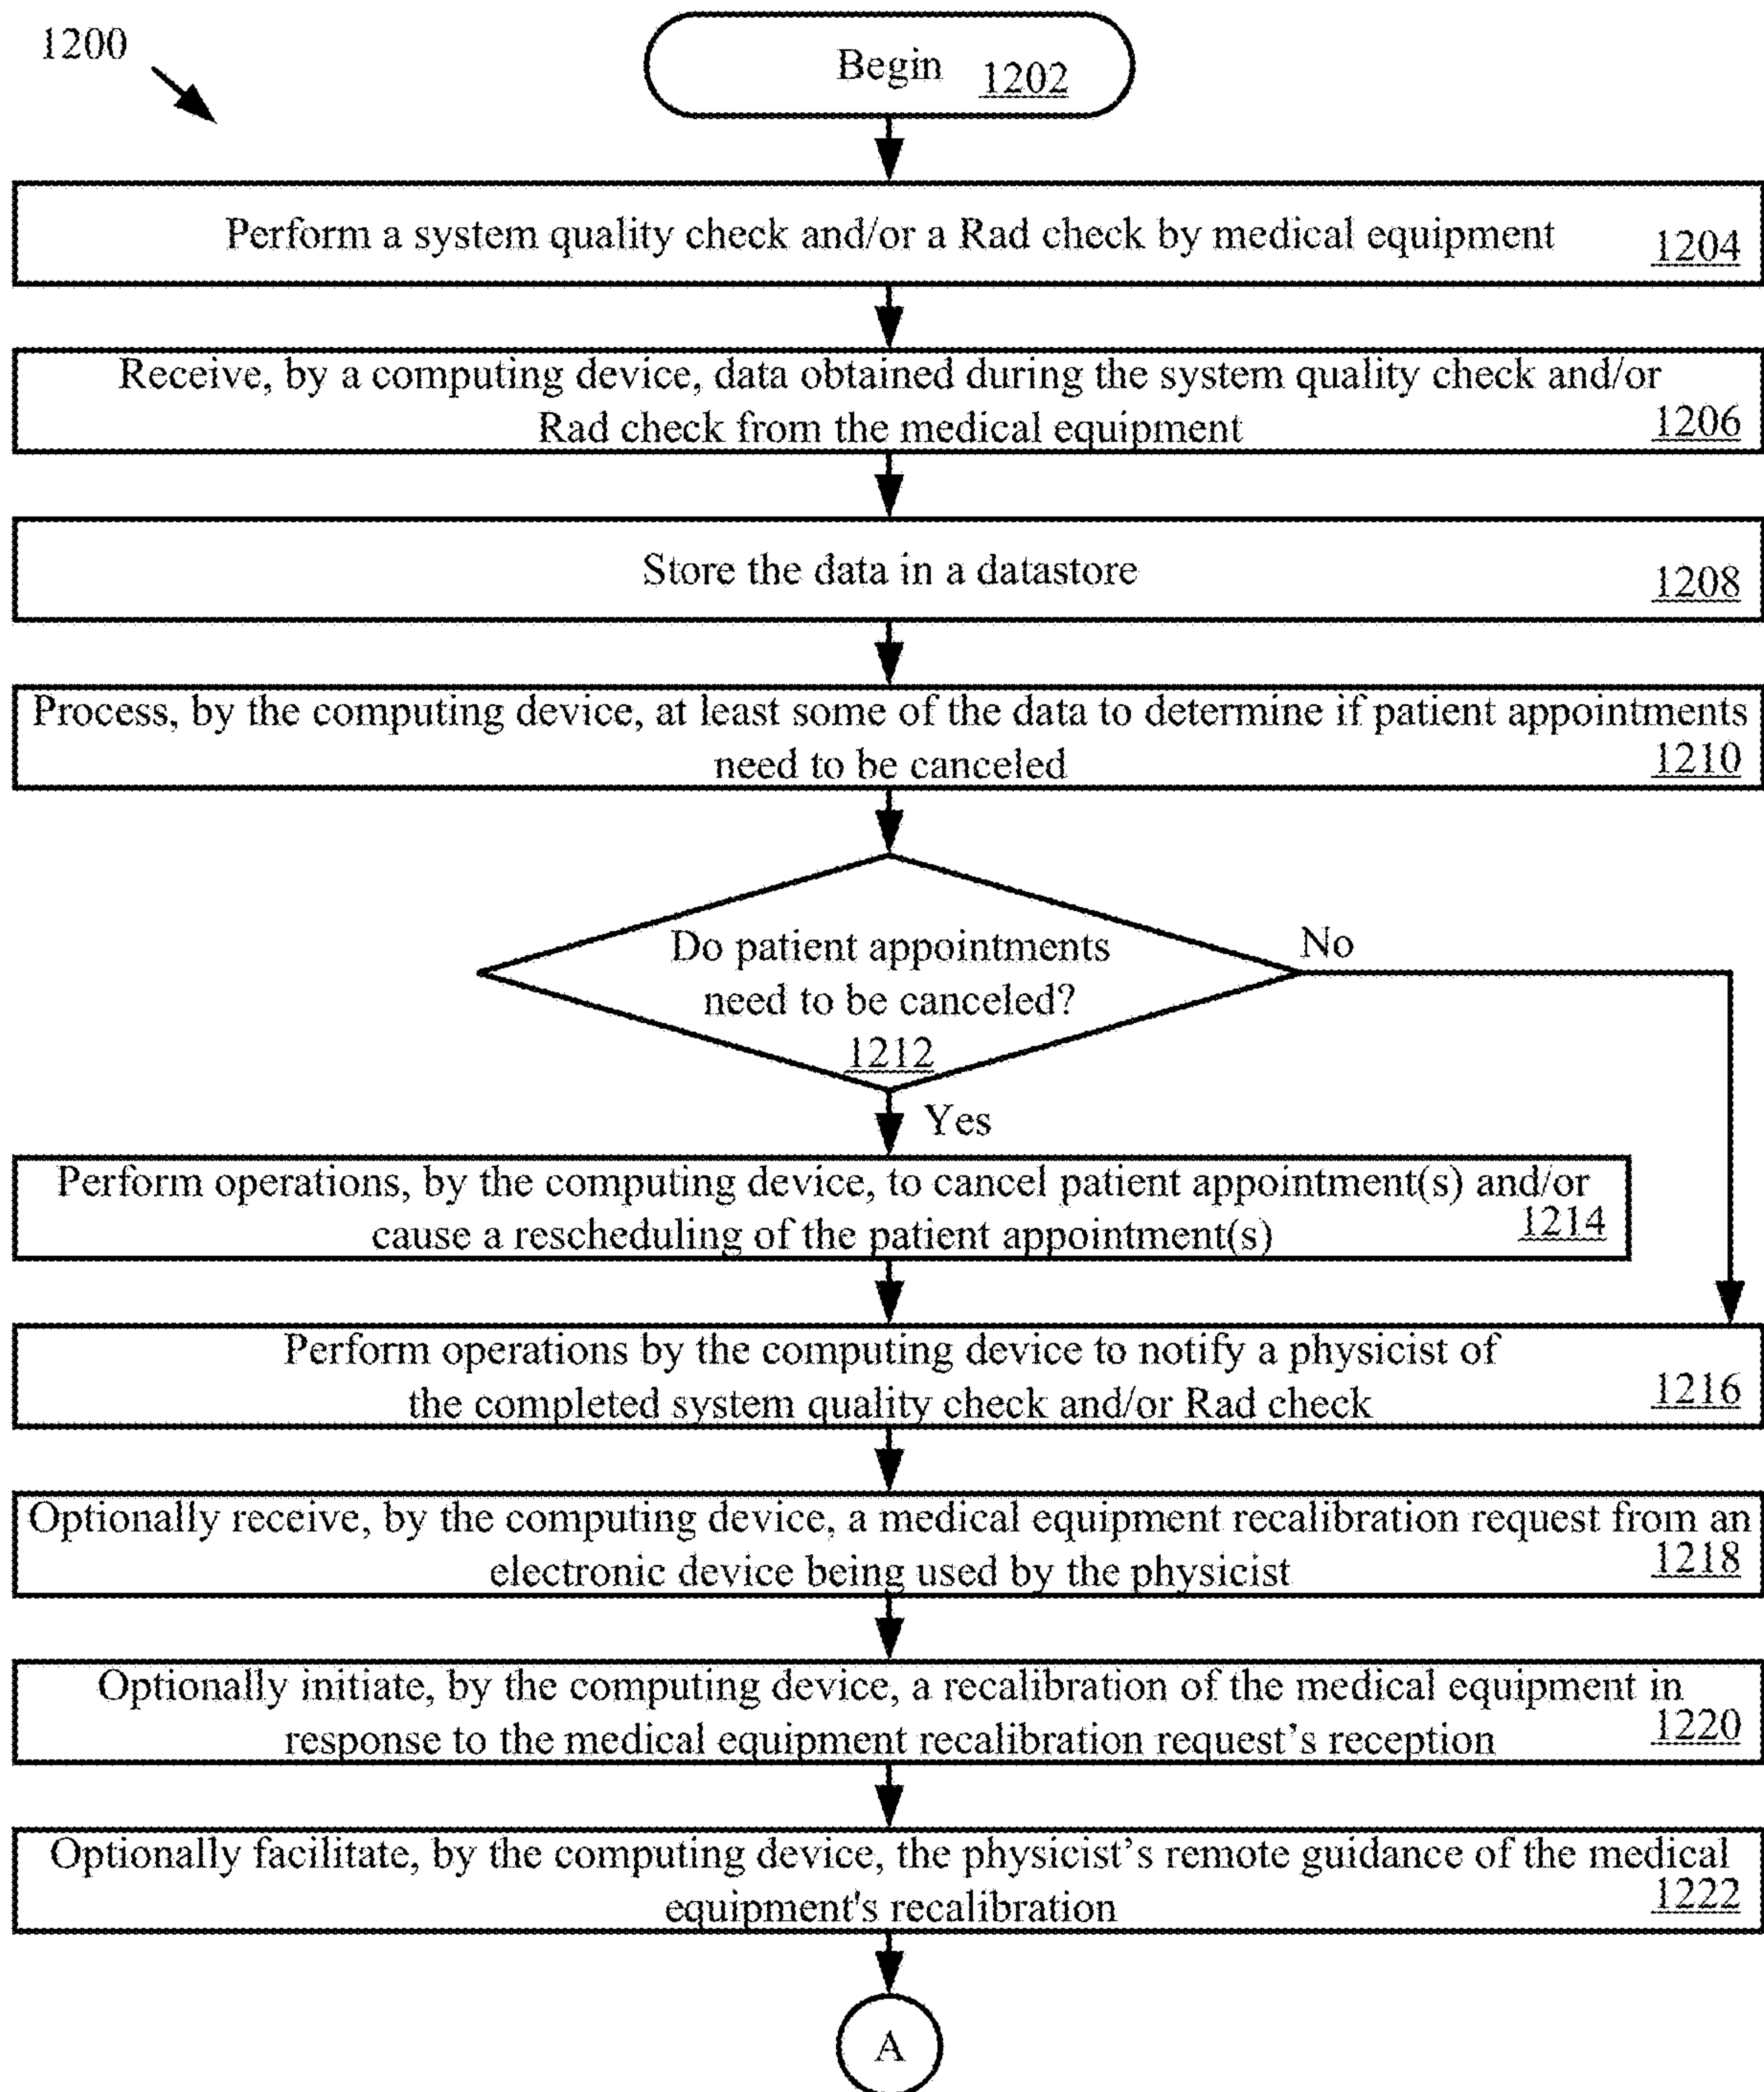 1200
Begin 1202
Perform a system quality check and/or a Rad check by medical equipment 1204
Receive, by a computing device, data obtained during the system quality check and/or
Rad check from the medical equipment 1206
Store the data in a datastore 1208
Process, by the computing device, at least some of the data to determine if patient appointments
need to be canceled 1210
Do patient appointments
need to be canceled?
1212
No
Yes
Perform operations, by the computing device, to cancel patient appointment(s) and/or
cause a rescheduling of the patient appointment(s) 1214
Perform operations by the computing device to notify a physicist of
the completed system quality check and/or Rad check 1216
Optionally receive, by the computing device, a medical equipment recalibration request from an
electronic device being used by the physicist 1218
Optionally initiate, by the computing device, a recalibration of the medical equipment in
response to the medical equipment recalibration request’s reception 1220
Optionally facilitate, by the computing device, the physicist’s remote guidance of the medical
equipment's recalibration 1222
A